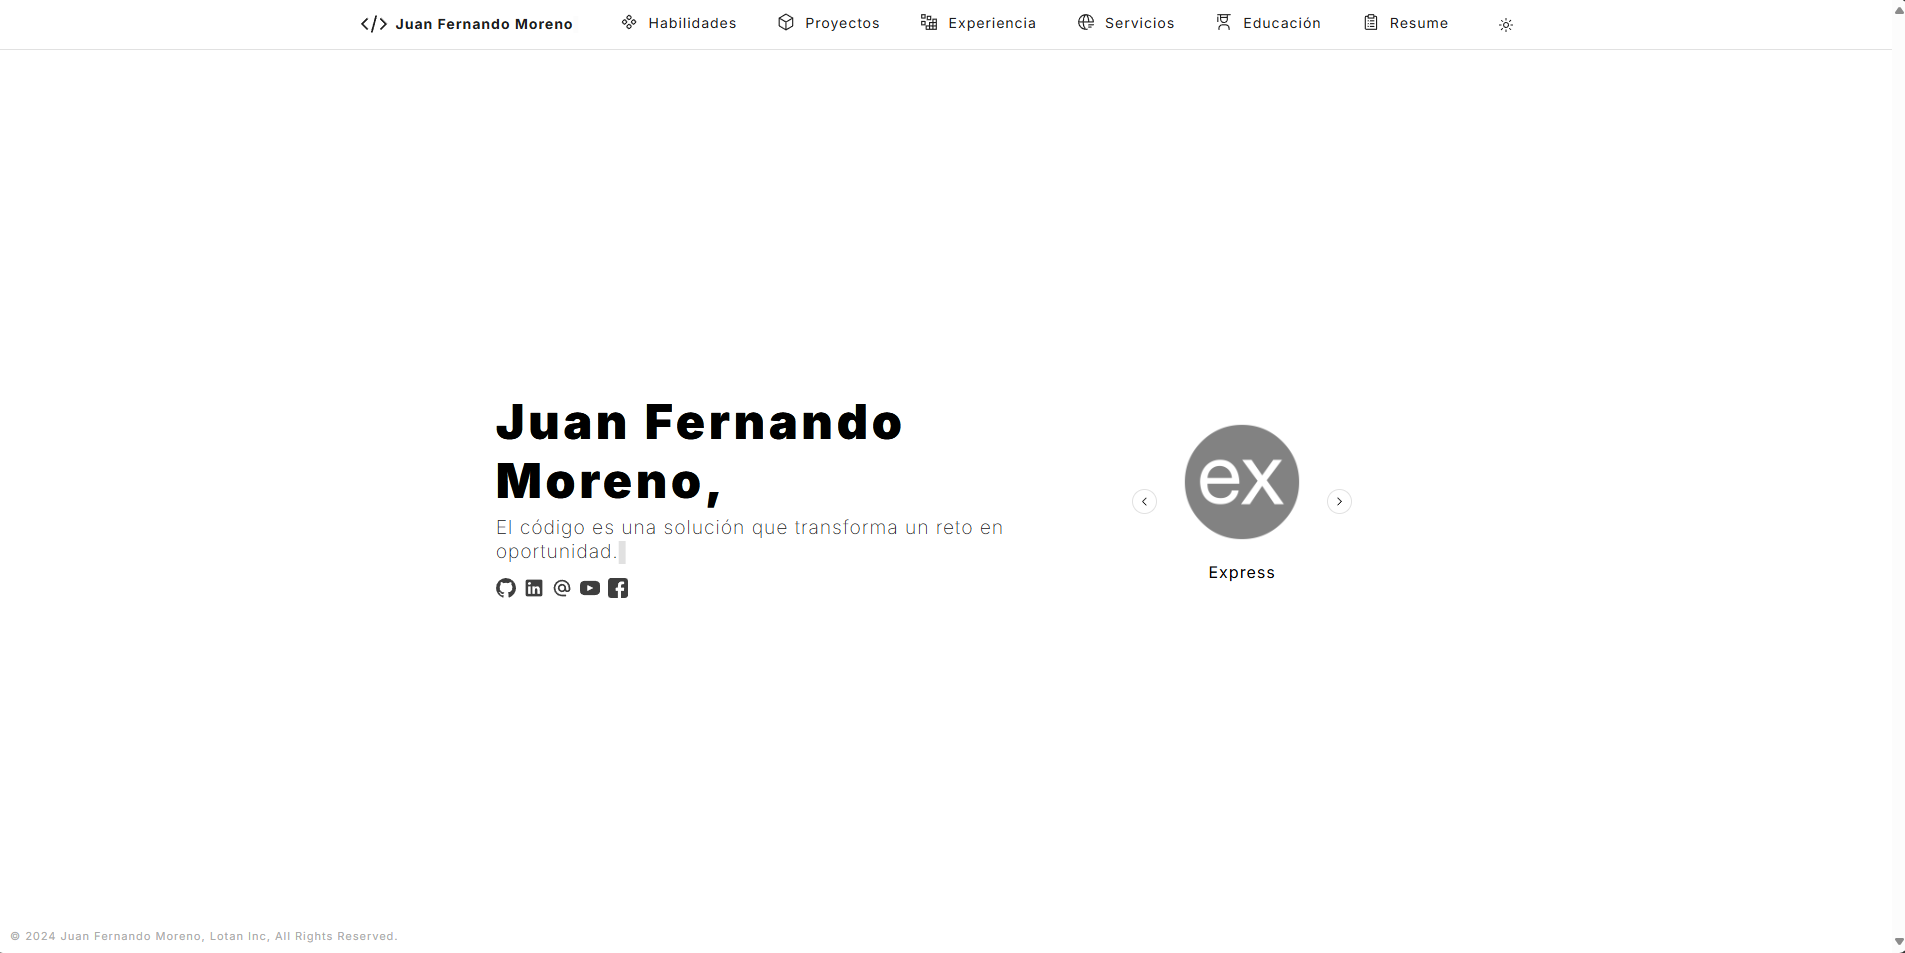 </> Juan Fernando Moreno Habilidades Proyectos Experiencia Servicios Educación Resume
Juan Fernando
Moreno,
El código es una solución que transforma un reto en
oportunidad.
ex
Express
© 2024 Juan Fernando Moreno, Lotan Inc, All Rights Reserved.